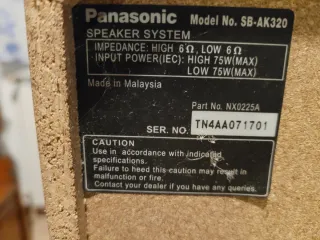 Panasonic Model No. SB-AK320
SPEAKER SYSTEM
IMPEDANCE: HIGH 6Ω, LOW 6Ω
INPUT POWER(IEC): HIGH 75W(MAX)
LOW 75W(MAX)
Made in Malaysia
Part No. NX0225A
SER. NO. TN4AA071701
CAUTION
Use in accordance with indicated
specifications.
Failure to heed this caution may result in
malfunction or fire.
Contact your dealer if you have any queries.